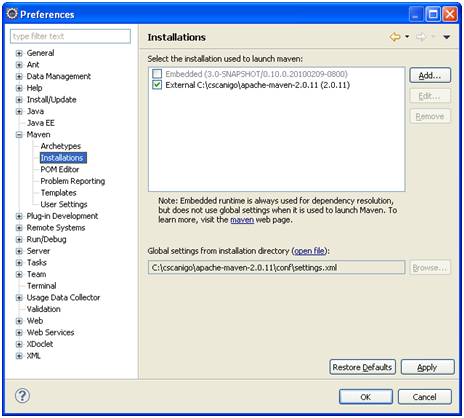 Preferences
type filter text
General
Ant
Data Management
Help
Install/Update
Java
Java EE
Maven
Archetypes
Installations
POM Editor
Problem Reporting
Templates
User Settings
Plug-in Development
Remote Systems
Run/Debug
Server
Tasks
Team
Terminal
Usage Data Collector
Validation
Web
Web Services
XDoclet
XML
Installations
Select the installation used to launch maven:
Embedded (3.0-SNAPSHOT/0.10.0.20100209-0800)
External C:\cscanigo\apache-maven-2.0.11 (2.0.11)
Add...
Edit...
Remove
Note: Embedded runtime is always used for dependency resolution,
but does not use global settings when it is used to launch Maven. To
learn more, visit the maven web page.
Global settings from installation directory (open file):
C:\cscanigo\apache-maven-2.0.11\conf\settings.xml
Browse...
Restore Defaults
Apply
OK
Cancel